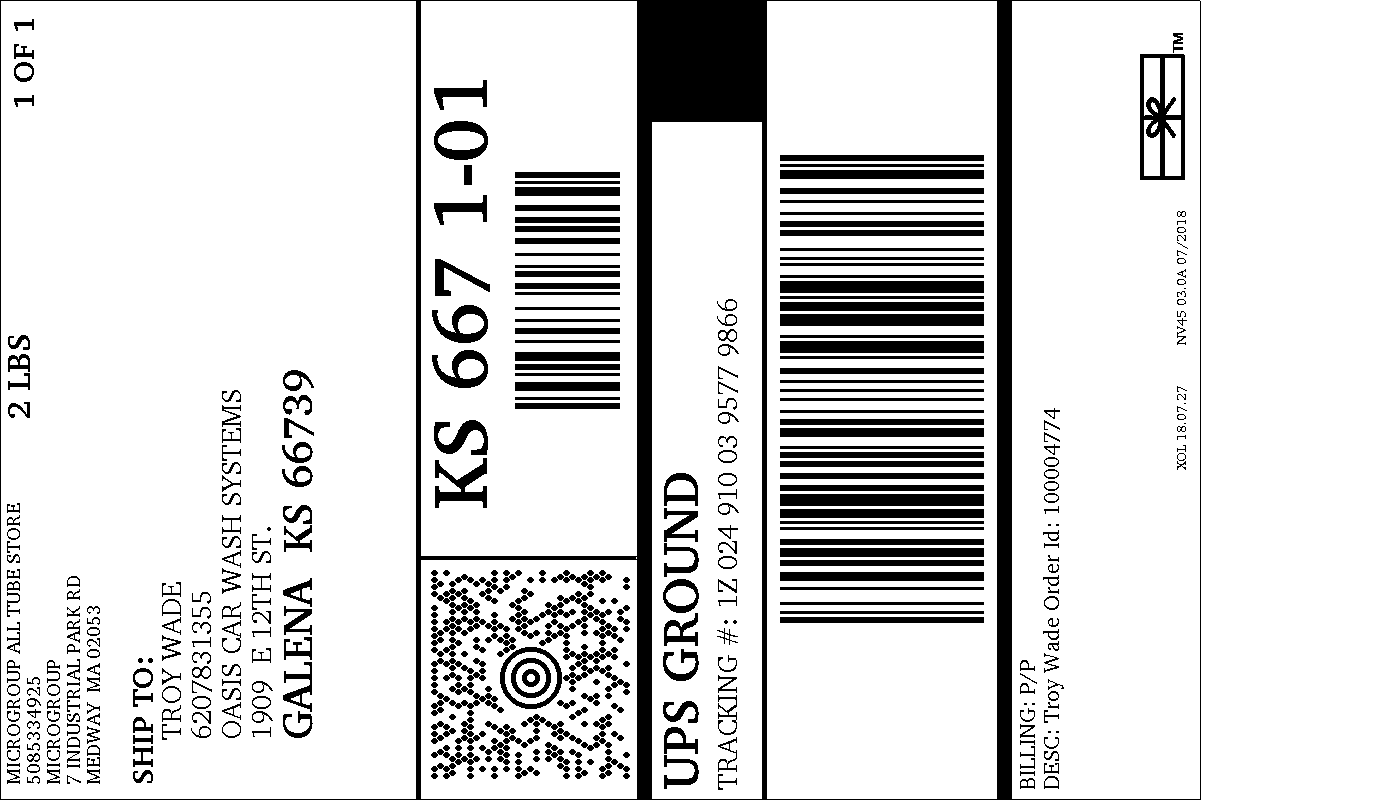 MICROGROUP ALL TUBE STORE
5085334925
MICROGROUP
7 INDUSTRIAL PARK RD
MEDWAY  MA 02053
2 LBS
1 OF 1
SHIP TO:
TROY WADE
6207831355
OASIS CAR WASH SYSTEMS
1909  E 12TH ST.
GALENA  KS 66739
KS 667 1-01
UPS GROUND
TRACKING #: 1Z 024 910 03 9577 9866
BILLING: P/P
DESC: Troy Wade Order Id: 100004774
XOL 18.07.27
NV45 03.0A 07/2018
TM